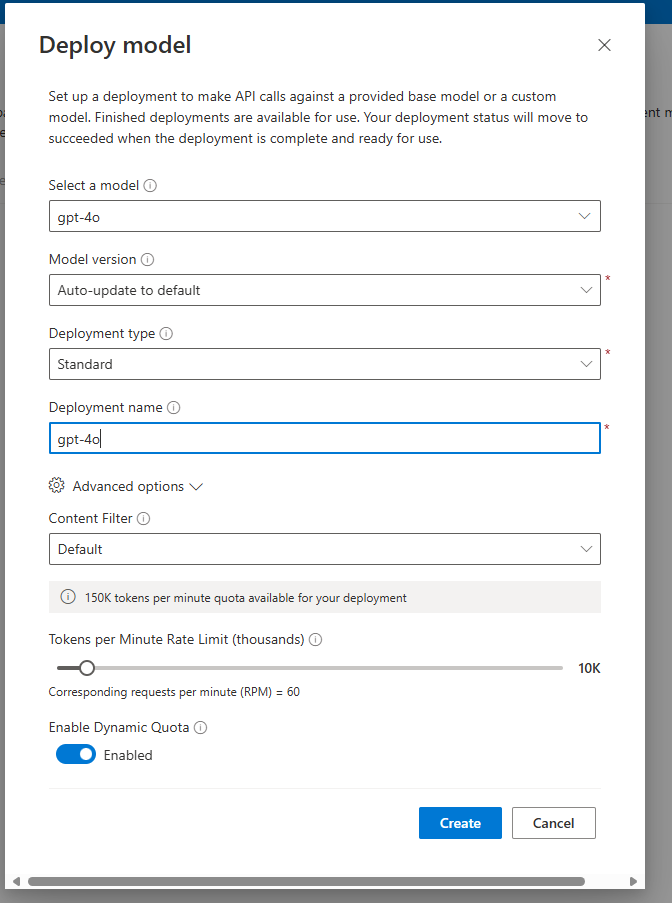 Deploy model
Set up a deployment to make API calls against a provided base model or a custom
model. Finished deployments are available for use. Your deployment status will move to
succeeded when the deployment is complete and ready for use.
Select a model
gpt-4o
Model version
Auto-update to default
*
Deployment type
Standard
*
Deployment name
gpt-4o
*
Advanced options
Content Filter
Default
150K tokens per minute quota available for your deployment
Tokens per Minute Rate Limit (thousands)
10K
Corresponding requests per minute (RPM) = 60
Enable Dynamic Quota
Enabled
Create
Cancel